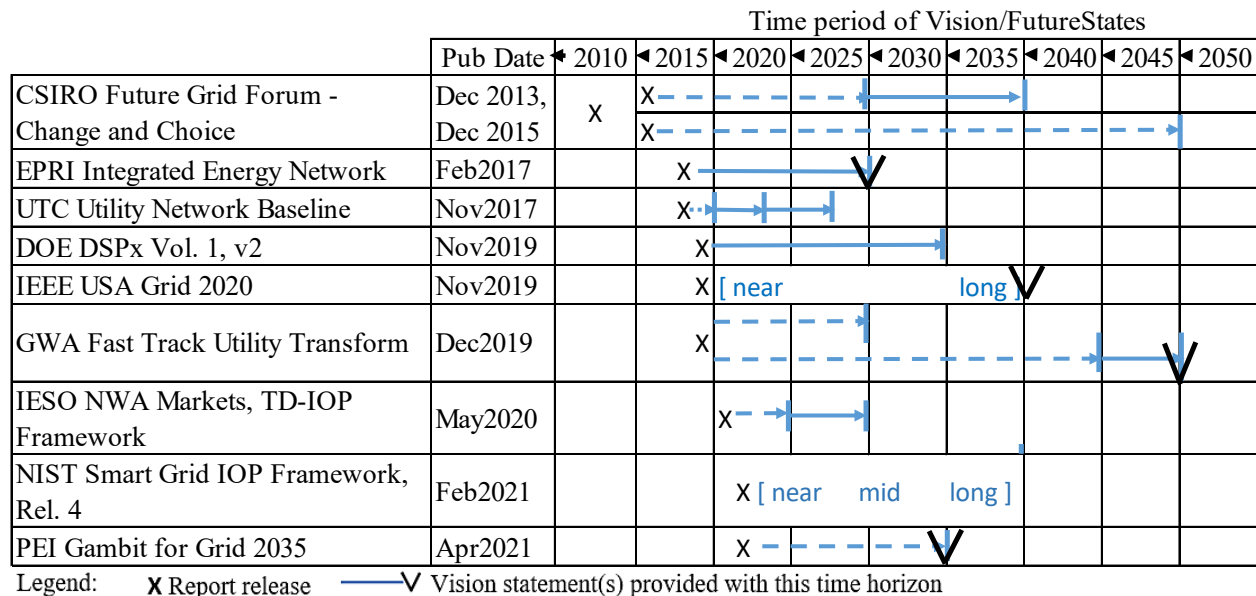 Time period of Vision/FutureStates
Pub Date 2010 2015 2020 2025 2030 2035 2040 2045 2050
CSIRO Future Grid Forum - Change and Choice
Dec 2013, Dec 2015
X
X
X
EPRI Integrated Energy Network Feb2017 X
UTC Utility Network Baseline Nov2017 X
DOE DSPx Vol. 1, v2 Nov2019 X
IEEE USA Grid 2020 Nov2019 X [ near long ]
GWA Fast Track Utility Transform Dec2019 X
IESO NWA Markets, TD-IOP Framework
May2020 X
NIST Smart Grid IOP Framework, Rel. 4
Feb2021 X [ near mid long ]
PEI Gambit for Grid 2035 Apr2021 X
Legend: X Report release Vision statement(s) provided with this time horizon